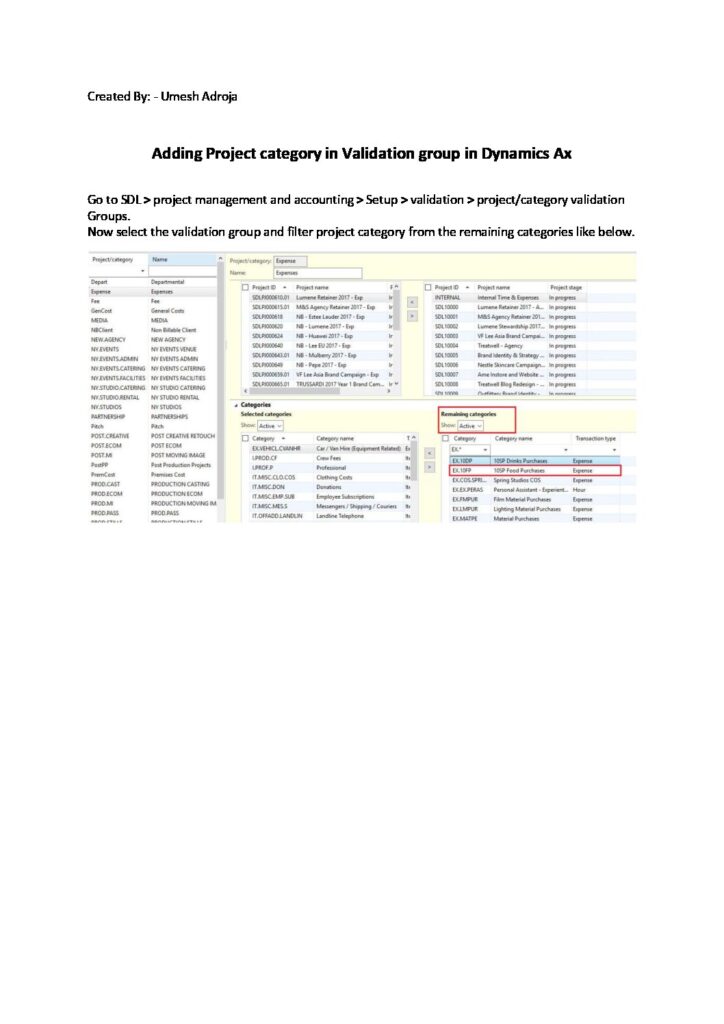 Created By: - Umesh Adroja
Adding Project category in Validation group in Dynamics Ax
Go to SDL > project management and accounting > Setup > validation > project/category validation
Groups.
Now select the validation group and filter project category from the remaining categories like below.
Project/category Name
Depart Departmental
Expense Expenses
Fee Fee
GenCost General Costs
MEDIA MEDIA
NBClient Non Billable Client
NEW.AGENCY NEW AGENCY
NY.EVENTS NY EVENTS VENUE
NY.EVENTS.ADMIN NY EVENTS ADMIN
NY.EVENTS.CATERING NY EVENTS CATERING
NY.EVENTS.FACILITIES NY EVENTS FACILITIES
NY.STUDIO.CATERING NY STUDIO CATERING
NY.STUDIO.RENTAL NY STUDIO RENTAL
NY.STUDIOS NY STUDIOS
PARTNERSHIP PARTNERSHIPS
Pitch Pitch
POST.CREATIVE POST CREATIVE RETOUCH
POST.ECOM POST ECOM
POST.MI POST MOVING IMAGE
PostPP Post Production Projects
PremCost Premises Cost
PROD.CAST PRODUCTION CASTING
PROD.ECOM PRODUCTION ECOM
PROD.MI PRODUCTION MOVING IM
PROD.PASS PROD.PASS
Project/category: Expense
Name: Expenses
Project ID Project name
SDLPI000610.01 Lumene Retainer 2017 - Exp
SDLPI000615.01 M&S Agency Retainer 2017 - Exp
SDLPI000618 NB - Estee Lauder 2017 - Exp
SDLPI000620 NB - Lumene 2017 - Exp
SDLPI000624 NB - Huawei 2017 - Exp
SDLPI000640 NB - Lee EU 2017 - Exp
SDLPI000643.01 NB - Mulberry 2017 - Exp
SDLPI000649 NB - Pepe 2017 - Exp
SDLPI000659.01 VF Lee Asia Brand Campaign - Exp
SDLPI000665.01 TRUSSARDI 2017 Year 1 Brand Cam...
< >
Project ID Project name Project stage
INTERNAL Internal Time & Expenses In progress
SDL10000 Lumene Retainer 2017 - A... In progress
SDL10001 M&S Agency Retainer 201... In progress
SDL10002 Lumene Stewardship 2017... In progress
SDL10003 VF Lee Asia Brand Campai... In progress
SDL10004 Treatwell - Agency In progress
SDL10005 Brand Identity & Strategy ... In progress
SDL10006 Nestle Skincare Campaign... In progress
SDL10007 Ame Instore and Website ... In progress
SDL10008 Treatwell Blog Redesign - ... In progress
SDL10009 Outfittery Brand Identity - In progress
Categories
Selected categories
Show: Active
Category Category name
EX.VEHICL.CVANHR Car / Van Hire (Equipment Related)
LPROD.CF Crew Fees
LPROF.P Professional
IT.MISC.CLO.COS Clothing Costs
IT.MISC.DON Donations
IT.MISC.EMP.SUB Employee Subscriptions
IT.MISC.MES.S Messengers / Shipping / Couriers
IT.OFFADD.LANDLIN Landline Telephone
< >
Remaining categories
Show: Active
Category Category name Transaction type
EX.*
EX.10DP 10SP Drinks Purchases Expense
EX.10FP 10SP Food Purchases Expense
EX.COS.SPRI... Spring Studios COS Expense
EX.EX.PERAS Personal Assistant - Experient... Hour
EX.FMPUR Film Material Purchases Expense
EX.LMPUR Lighting Material Purchases Expense
EX.MATPE Material Purchases Expense